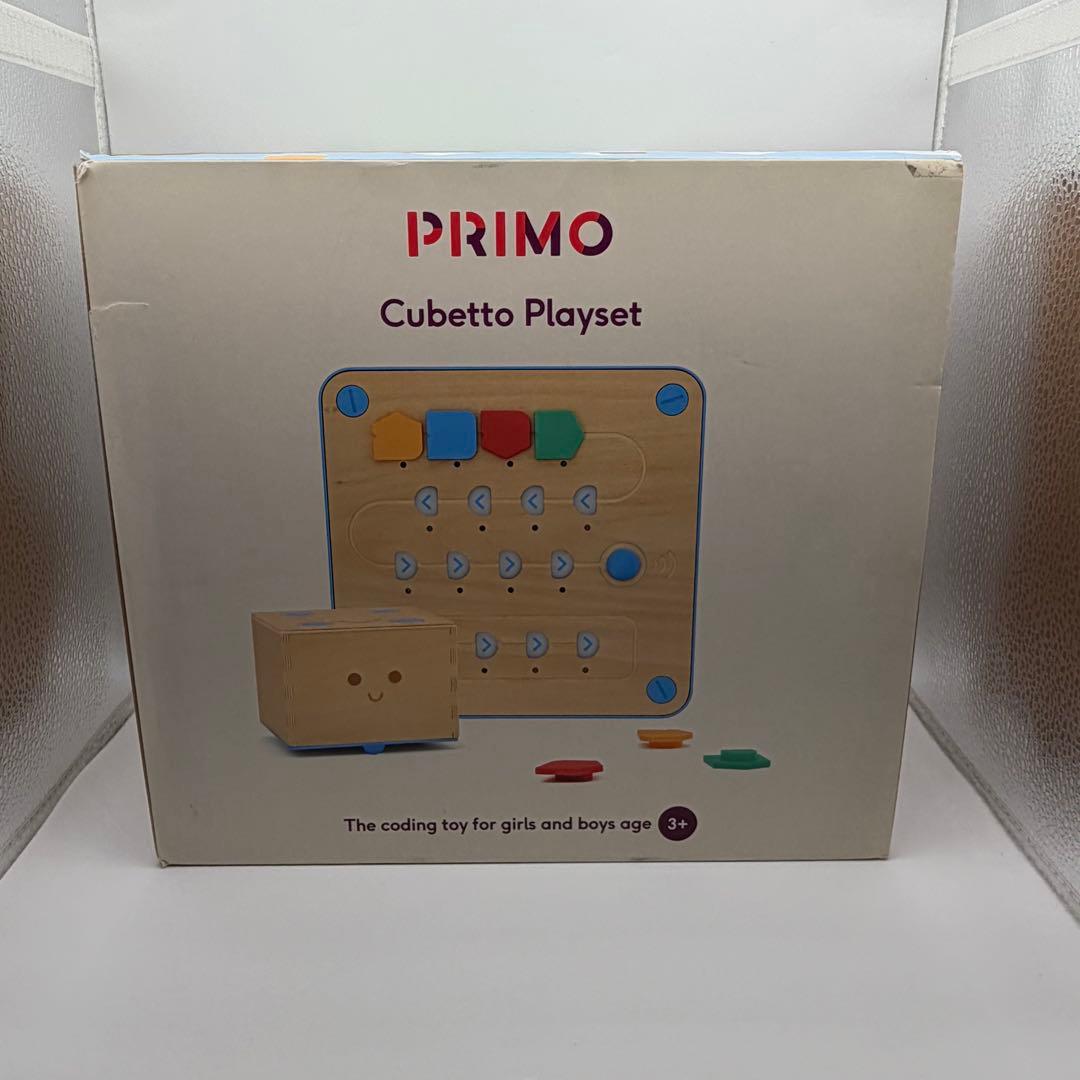 PRIMO
Cubetto Playset
The coding toy for girls and boys age 3+